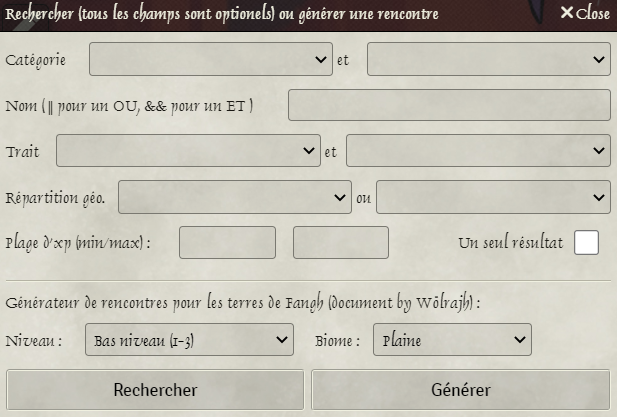 Rechercher (tous les champs sont optionels) ou générer une rencontre ×Close
Catégorie et
Nom ( || pour un OU, && pour un ET )
Trait et
Répartition géo. ou
Plage d'xp (min/max) : Un seul résultat
Générateur de rencontres pour les terres de Fangh (document by Wôlrajh) :
Niveau : Bas niveau (1-3) Biome : Plaine
Rechercher Générer